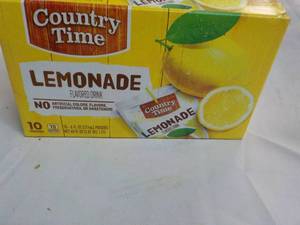 Country
Time
LEMONADE
FLAVORED DRINK
NO ARTIFICIAL COLORS, FLAVORS,
PRESERVATIVES, OR SWEETENERS
Country
Time
LEMONADE
10